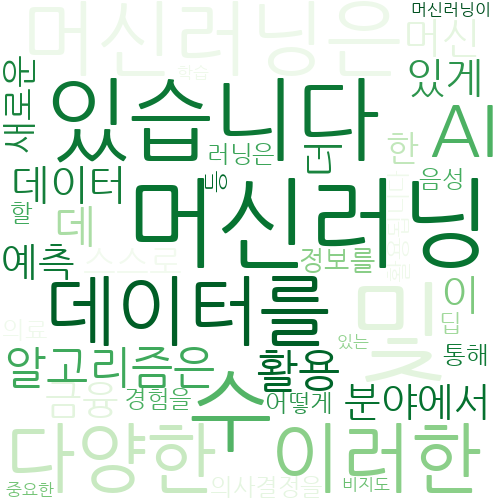 머신러닝이
머신러닝은
머신
있게
새로운
학습
있습니다
AI
러닝은
더
한
데이터
음성
머신러닝
할
데
예측
스스로
정보를
데이터를
및
이
의료
딥
알고리즘은
있는
통해
활용
수
금융
경험을
어떻게
분야에서
다양한
이러한
의사결정을
중요한
비지도